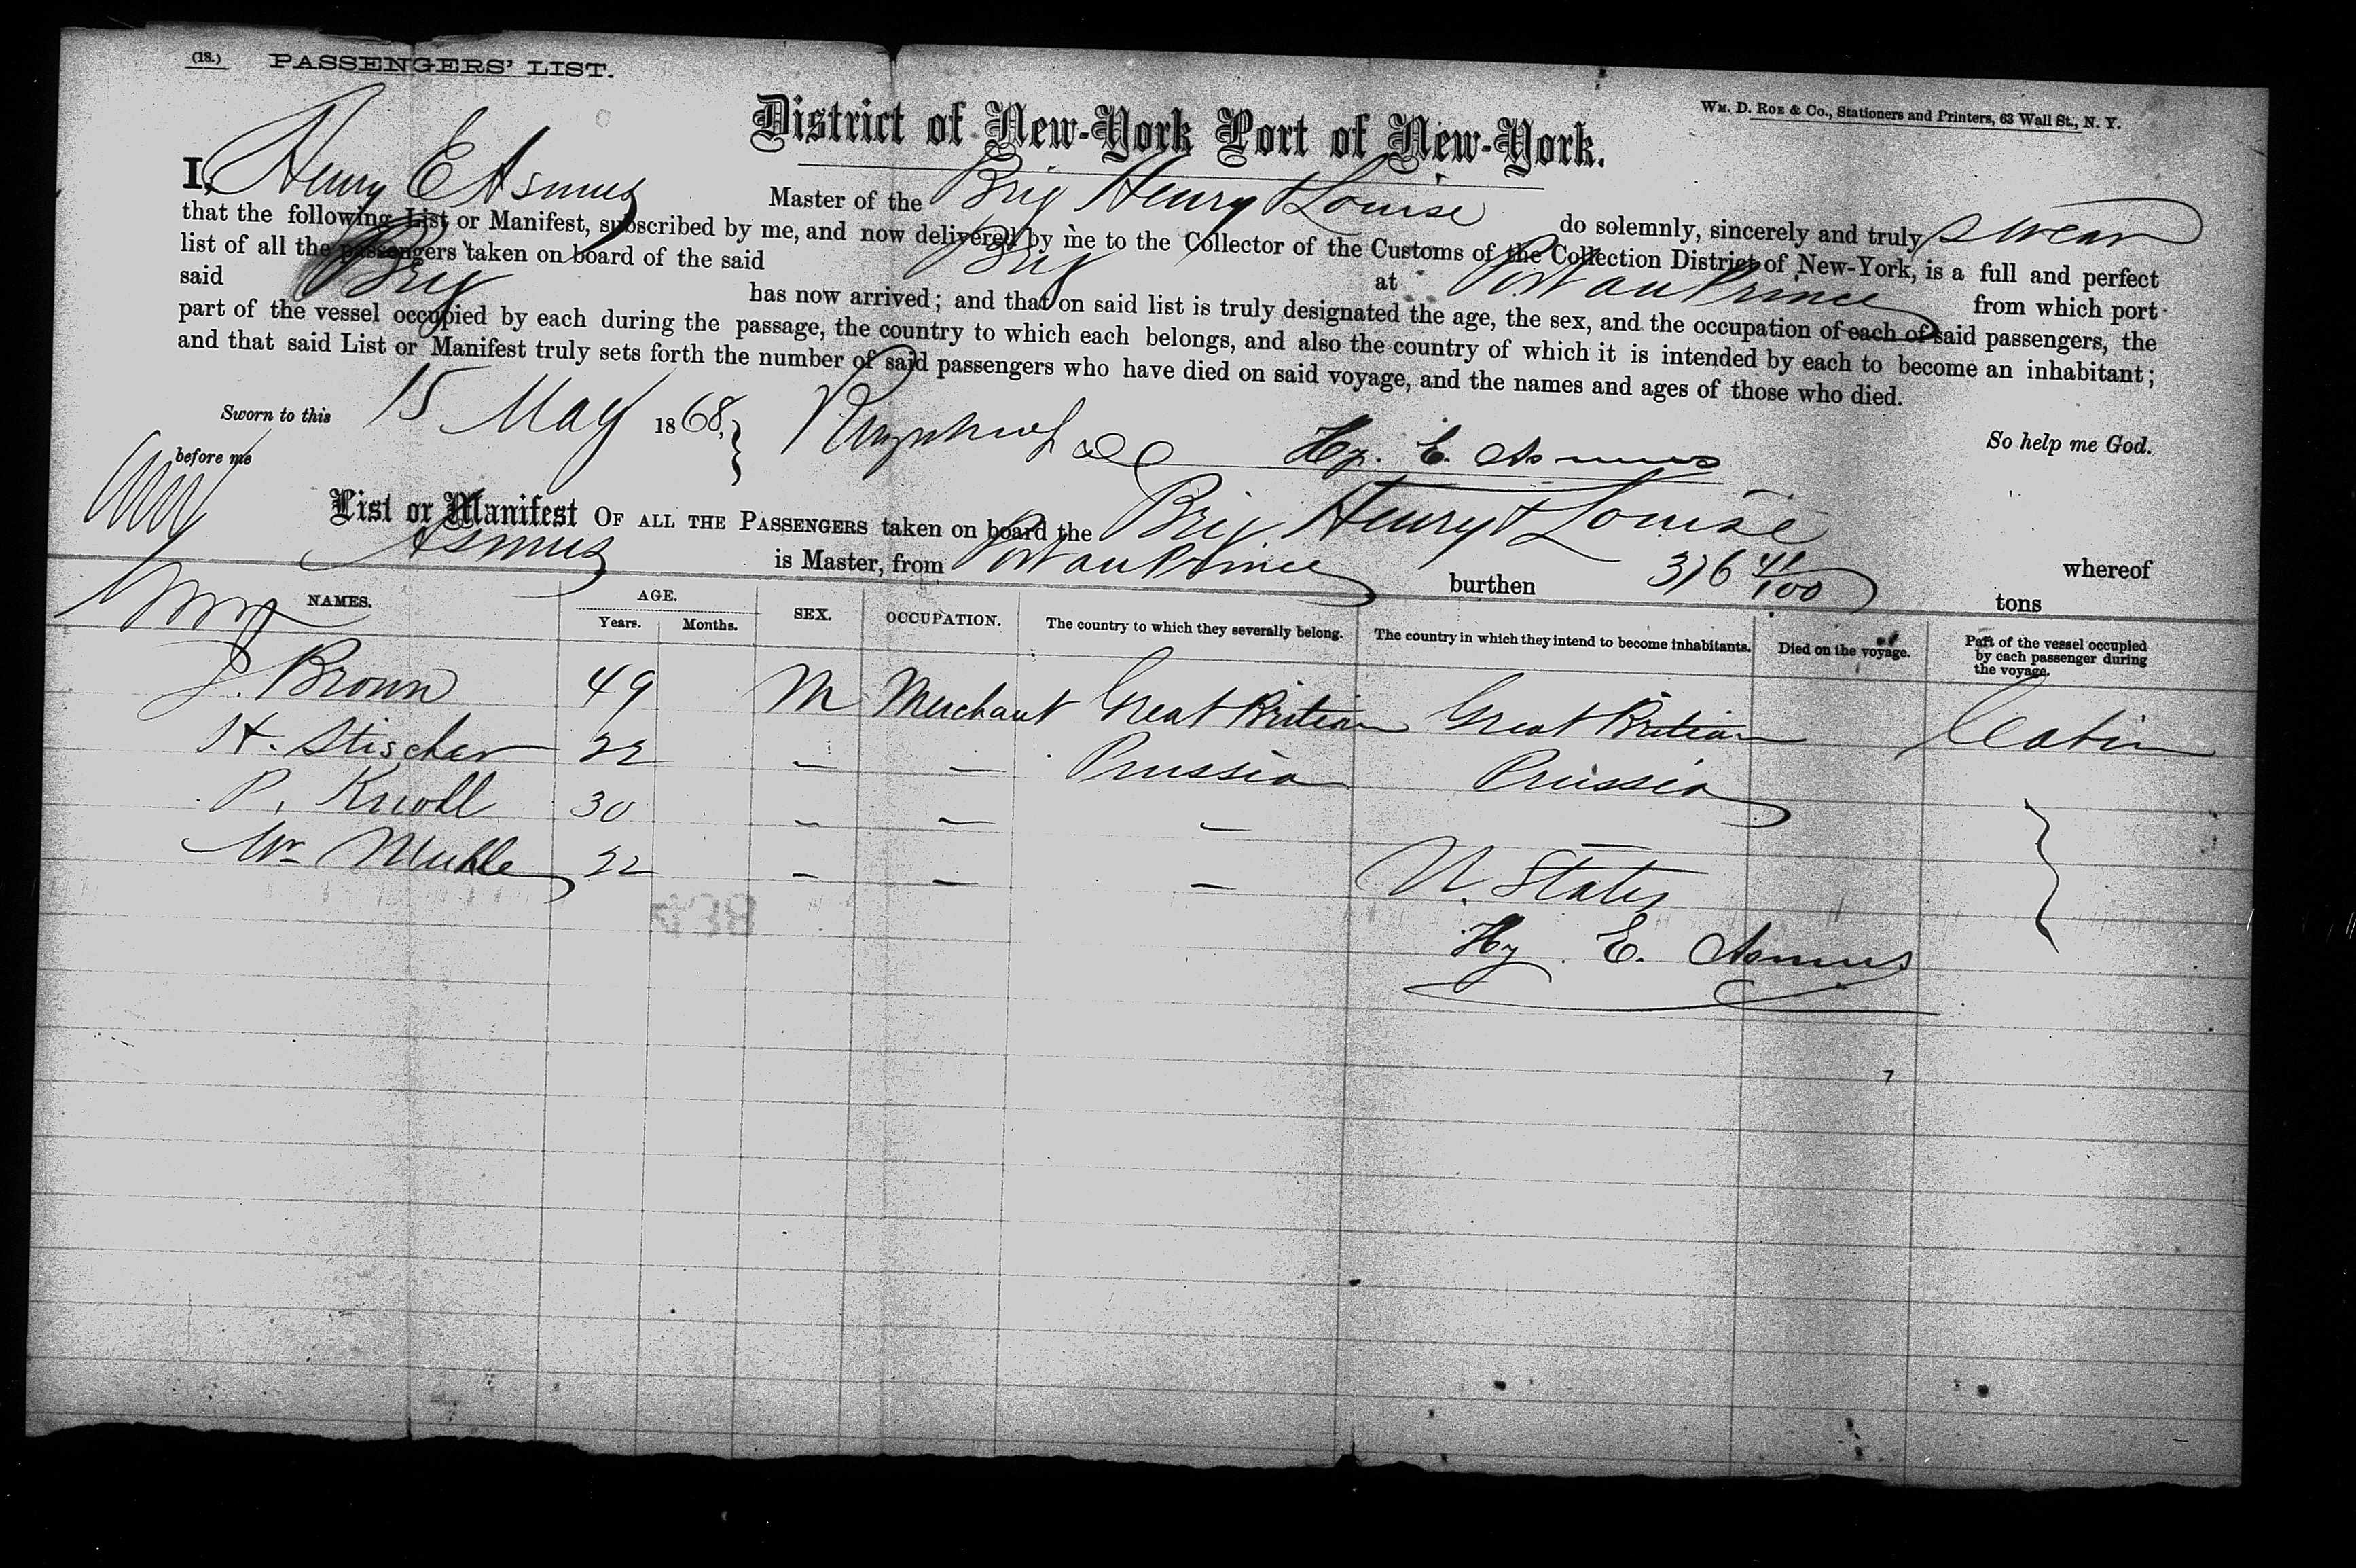 (18.) PASSENGERS' LIST.
Wm. D. Roe & Co., Stationers and Printers, 63 Wall St., N. Y.
District of New-York Port of New-York.
I, Henry E Asmus Master of the Brig Henry & Louise do solemnly, sincerely and truly swear
that the following List or Manifest, subscribed by me, and now delivered by me to the Collector of the Customs of the Collection District of New-York, is a full and perfect
list of all the passengers taken on board of the said Brig at Port au Prince from which port
said Brig has now arrived; and that on said list is truly designated the age, the sex, and the occupation of each of said passengers, the
part of the vessel occupied by each during the passage, the country to which each belongs, and also the country of which it is intended by each to become an inhabitant;
and that said List or Manifest truly sets forth the number of said passengers who have died on said voyage, and the names and ages of those who died.
So help me God.
Sworn to this 15 May 1868, Hy. E. Asmus
before me
List or Manifest OF ALL THE PASSENGERS taken on board the Brig Henry & Louise whereof
Asmus is Master, from Port au Prince burthen 376 41/100 tons
NAMES. AGE. Years. Months. SEX. OCCUPATION. The country to which they severally belong. The country in which they intend to become inhabitants. Died on the voyage. Part of the vessel occupied by each passenger during the voyage.
J. Brown 49 M Merchant Great Britian Great Britian Cabin
H. Stischer 22 — — Prussia Prussia
P. Knoll 30 — — — —
Wm Muhle 22 — — — U. States
Hy. E. Asmus